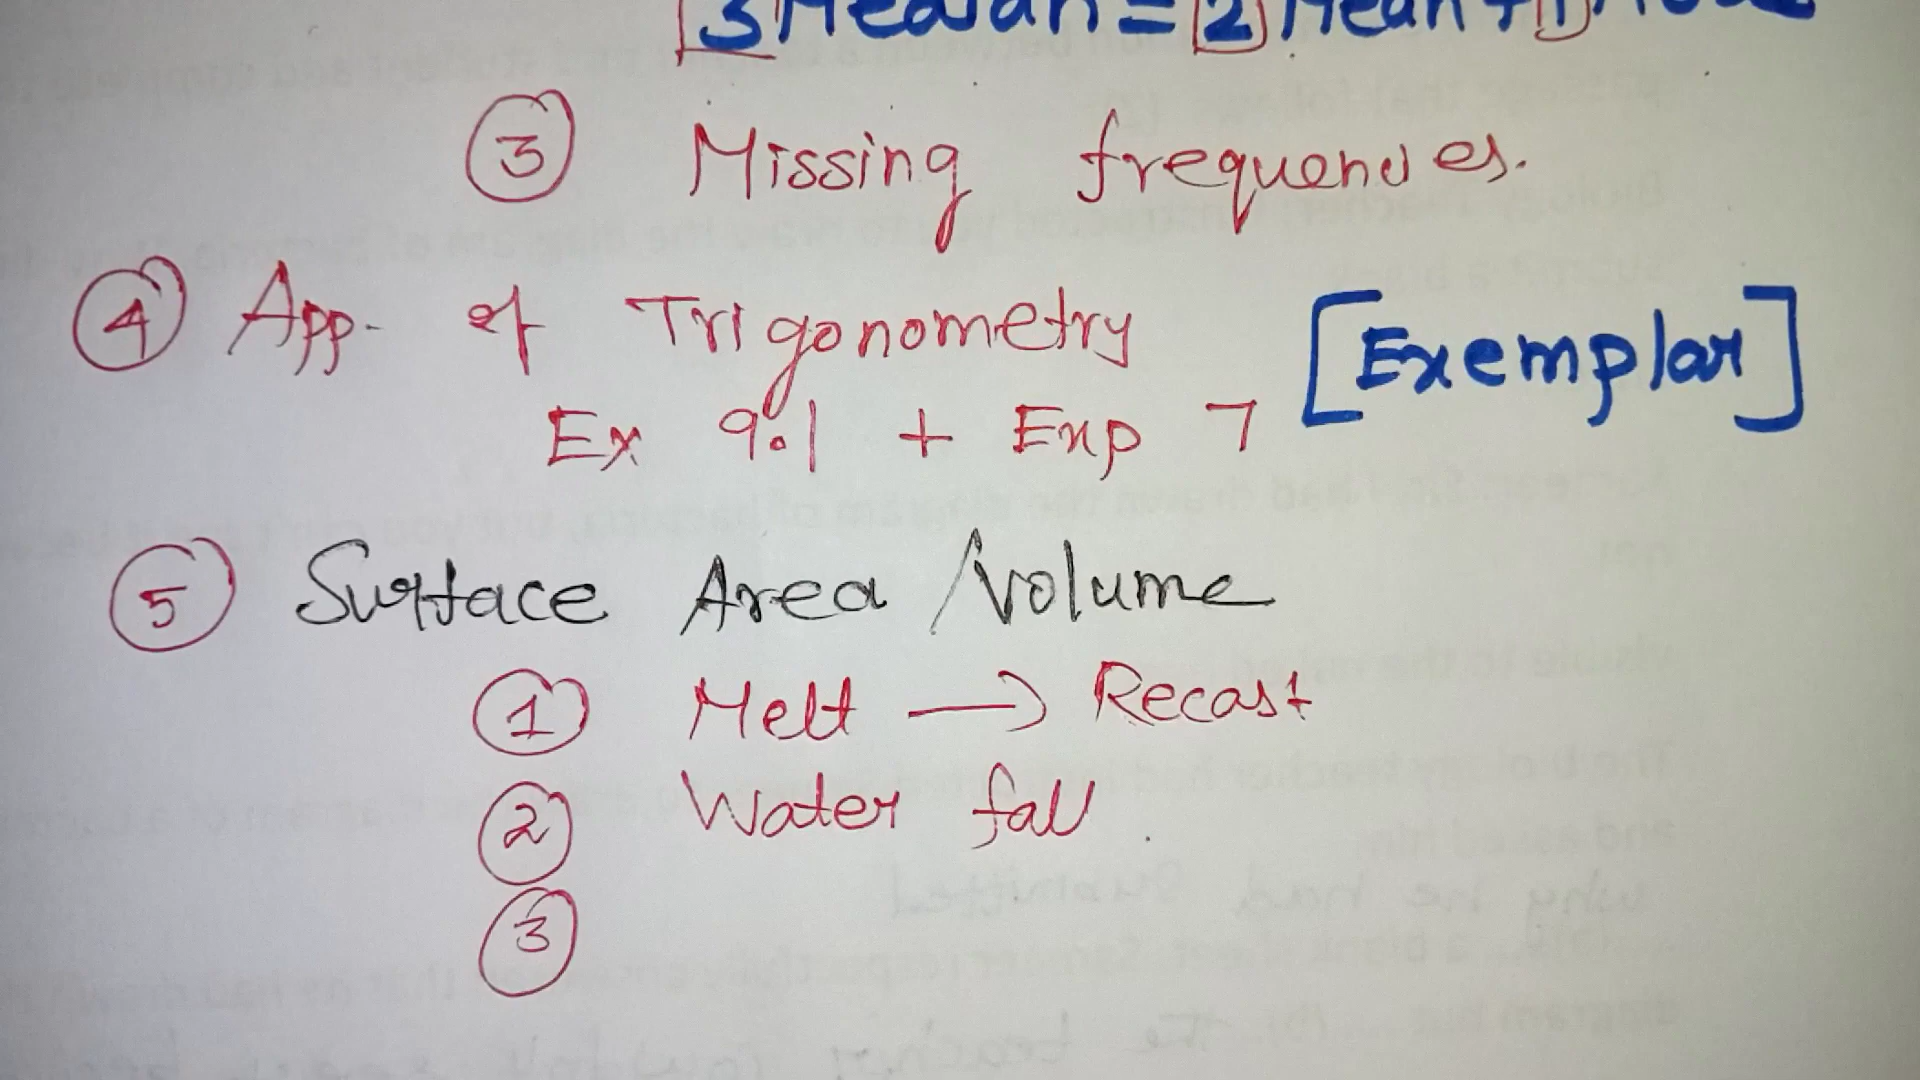 3 Median = 2 Mean + 1
③ Missing frequencies.
④ App. of Trigonometry [Exemplar]
Ex 9.1 + Exp 7
⑤ Surface Area / Volume
① Melt → Recast
② Water fall
③